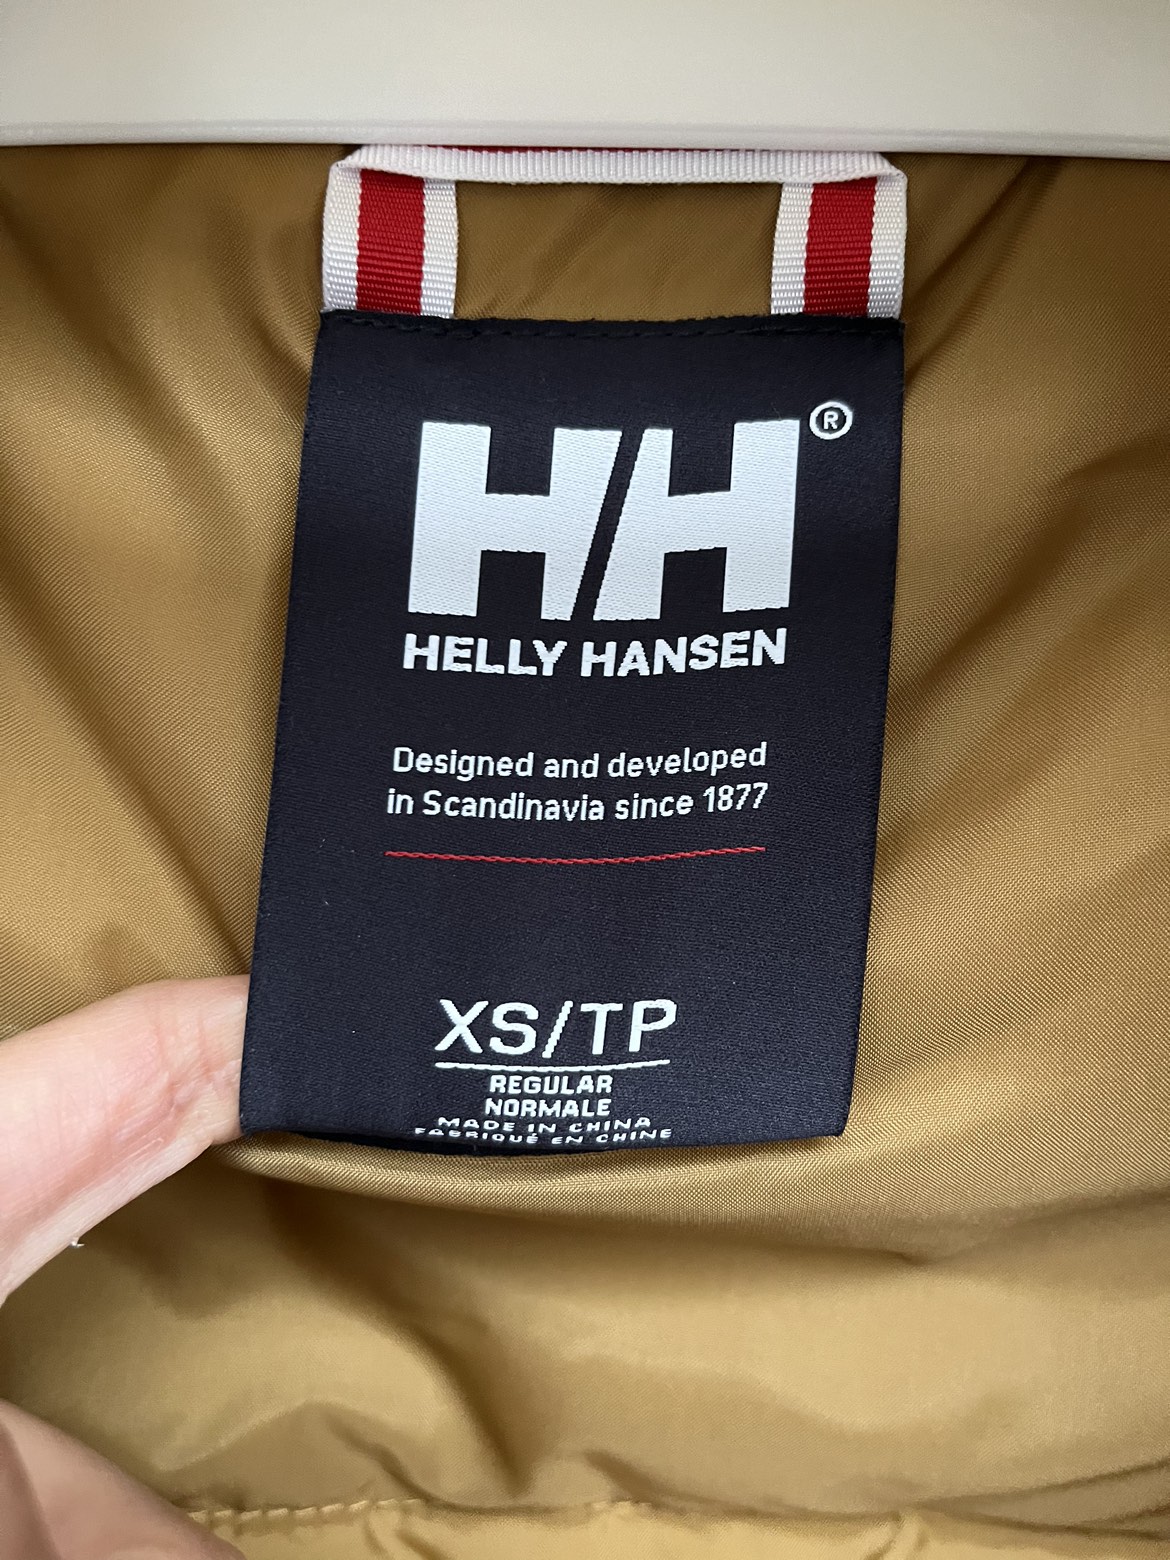 HH®
HELLY HANSEN
Designed and developed
in Scandinavia since 1877
XS/TP
REGULAR
NORMALE
MADE IN CHINA
FABRIQUÉ EN CHINE